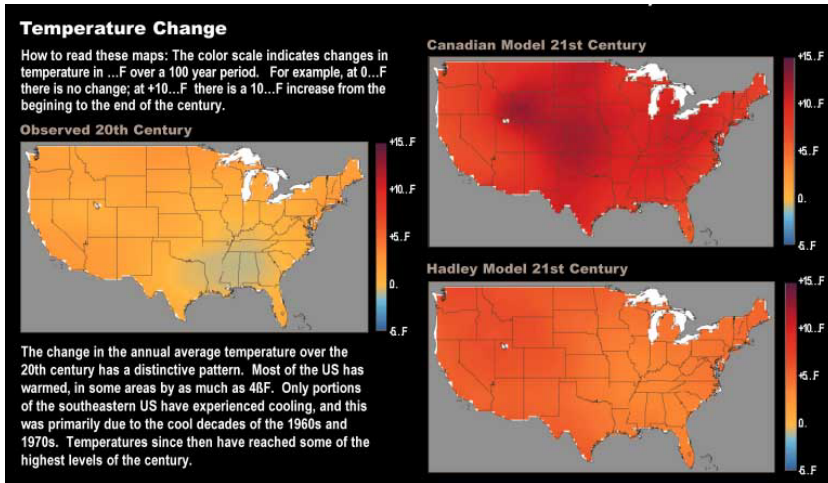 Temperature Change
How to read these maps: The color scale indicates changes in
temperature in ...F over a 100 year period. For example, at 0...F
there is no change; at +10...F there is a 10...F increase from the
begining to the end of the century.
Observed 20th Century
+15..F
+10..F
+5..F
0.
-5..F
The change in the annual average temperature over the
20th century has a distinctive pattern. Most of the US has
warmed, in some areas by as much as 4ßF. Only portions
of the southeastern US have experienced cooling, and this
was primarily due to the cool decades of the 1960s and
1970s. Temperatures since then have reached some of the
highest levels of the century.
Canadian Model 21st Century
+15..F
+10..F
+5..F
0.
-5..F
Hadley Model 21st Century
+15..F
+10..F
+5..F
0.
-5..F